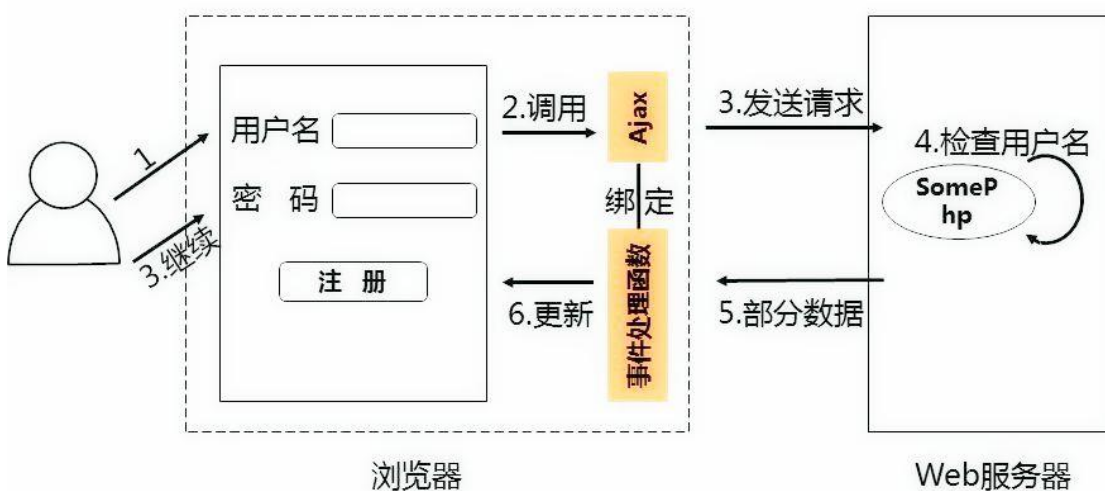 用户名
密 码
注 册
1
3.继续
2.调用
Ajax
绑 定
事件处理函数
6.更新
3.发送请求
4.检查用户名
SomeP
hp
5.部分数据
浏览器
Web服务器